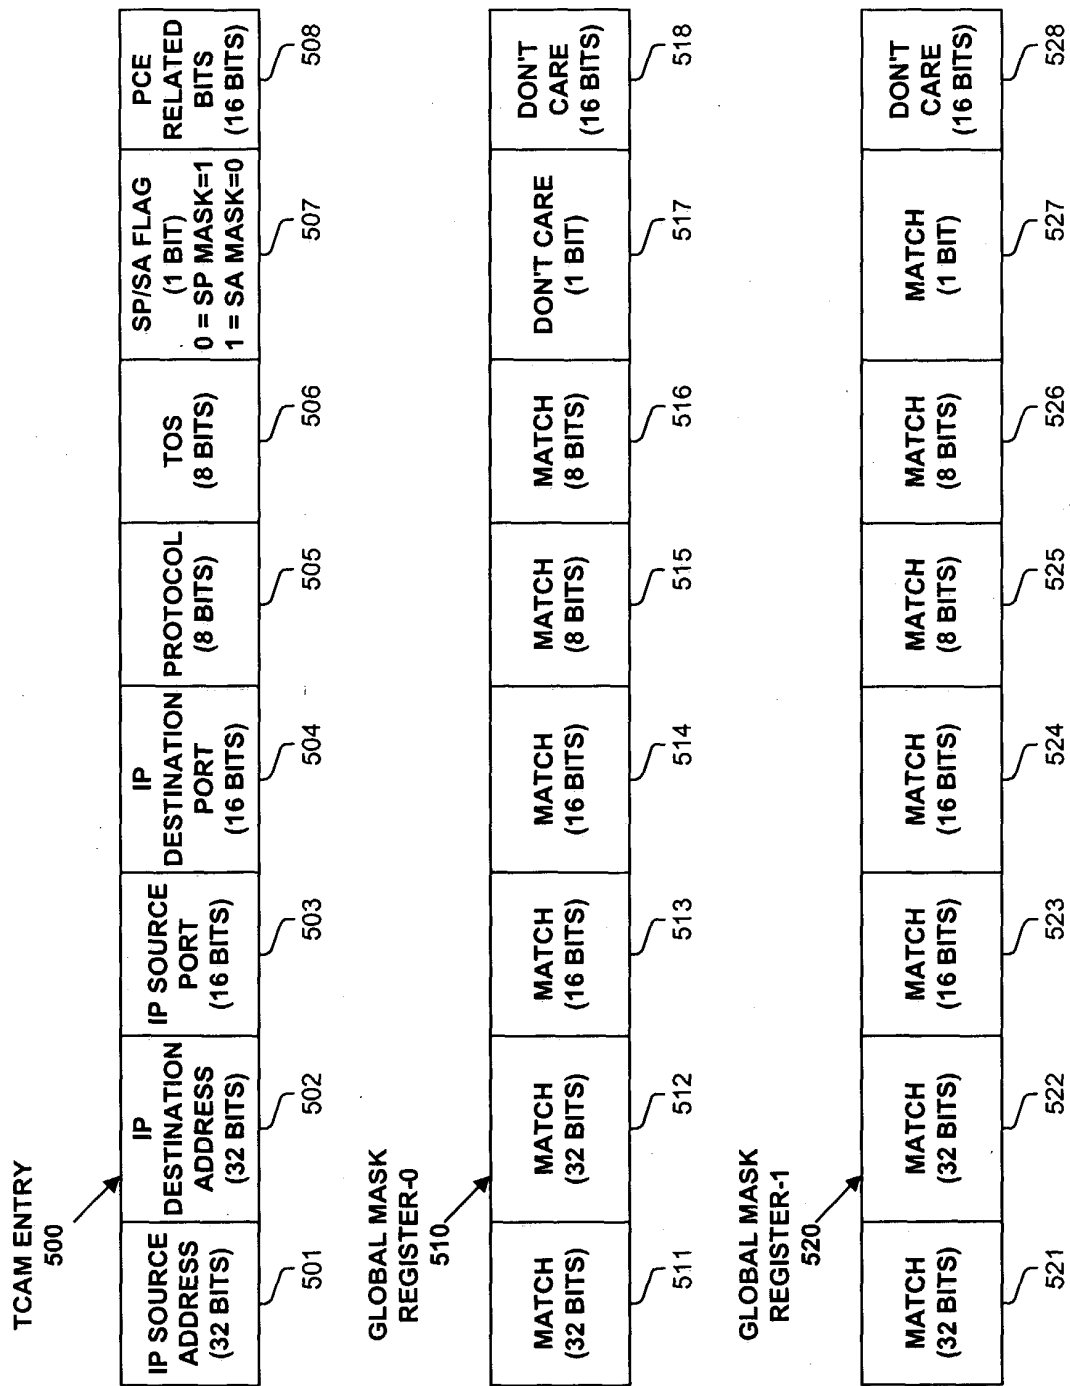 TCAM ENTRY
500
IP SOURCE
ADDRESS
(32 BITS)
501
IP
DESTINATION
ADDRESS
(32 BITS)
502
IP SOURCE
PORT
(16 BITS)
503
IP
DESTINATION
PORT
(16 BITS)
504
PROTOCOL
(8 BITS)
505
TOS
(8 BITS)
506
SP/SA FLAG
(1 BIT)
0 = SP MASK=1
1 = SA MASK=0
507
PCE
RELATED
BITS
(16 BITS)
508
GLOBAL MASK
REGISTER-0
510
MATCH
(32 BITS)
511
MATCH
(32 BITS)
512
MATCH
(16 BITS)
513
MATCH
(16 BITS)
514
MATCH
(8 BITS)
515
MATCH
(8 BITS)
516
DON'T CARE
(1 BIT)
517
DON'T
CARE
(16 BITS)
518
GLOBAL MASK
REGISTER-1
520
MATCH
(32 BITS)
521
MATCH
(32 BITS)
522
MATCH
(16 BITS)
523
MATCH
(16 BITS)
524
MATCH
(8 BITS)
525
MATCH
(8 BITS)
526
MATCH
(1 BIT)
527
DON'T
CARE
(16 BITS)
528